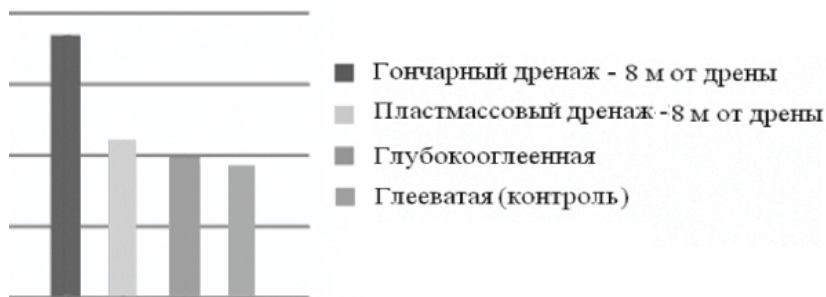 Гончарный дренаж - 8 м от дрены
Пластмассовый дренаж -8 м от дрены
Глубокооглеенная
Глееватая (контроль)